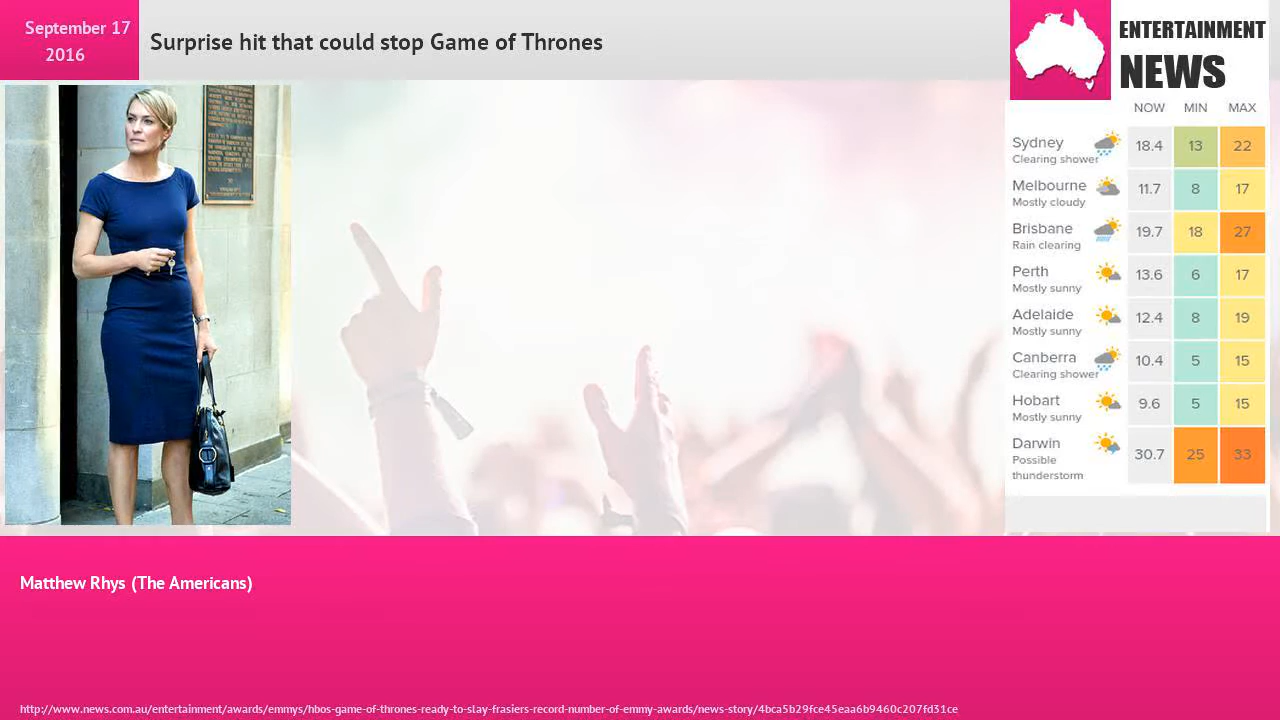 September 17
2016
Surprise hit that could stop Game of Thrones
ENTERTAINMENT
NEWS
NOW MIN MAX
Sydney
Clearing shower
18.4 13 22
Melbourne
Mostly cloudy
11.7 8 17
Brisbane
Rain clearing
19.7 18 27
Perth
Mostly sunny
13.6 6 17
Adelaide
Mostly sunny
12.4 8 19
Canberra
Clearing shower
10.4 5 15
Hobart
Mostly sunny
9.6 5 15
Darwin
Possible
thunderstorm
30.7 25 33
Matthew Rhys (The Americans)
http://www.news.com.au/entertainment/awards/emmys/hbos-game-of-thrones-ready-to-slay-frasiers-record-number-of-emmy-awards/news-story/4bca5b29fce45eaa6b9460c207fd31ce